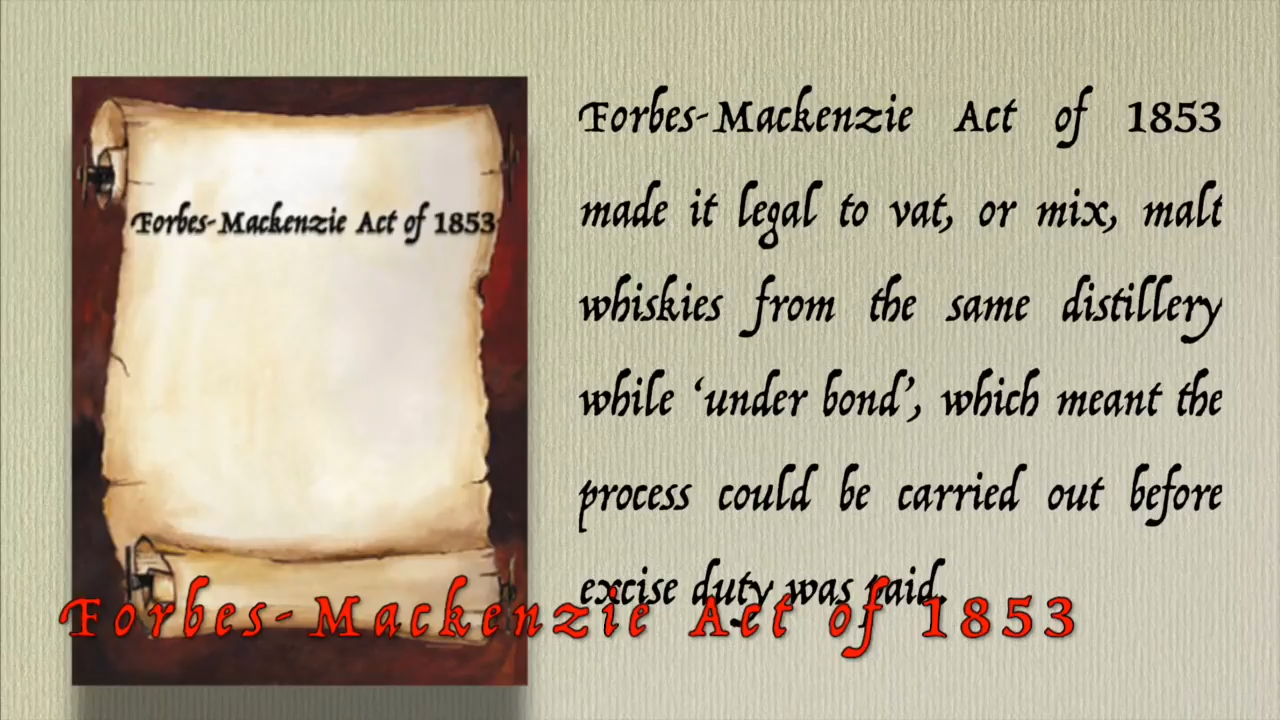 Forbes-Mackenzie Act of 1853
Forbes-Mackenzie Act of 1853
made it legal to vat, or mix, malt
whiskies from the same distillery
while ‘under bond’, which meant the
process could be carried out before
excise duty was paid.
Forbes-Mackenzie Act of 1853